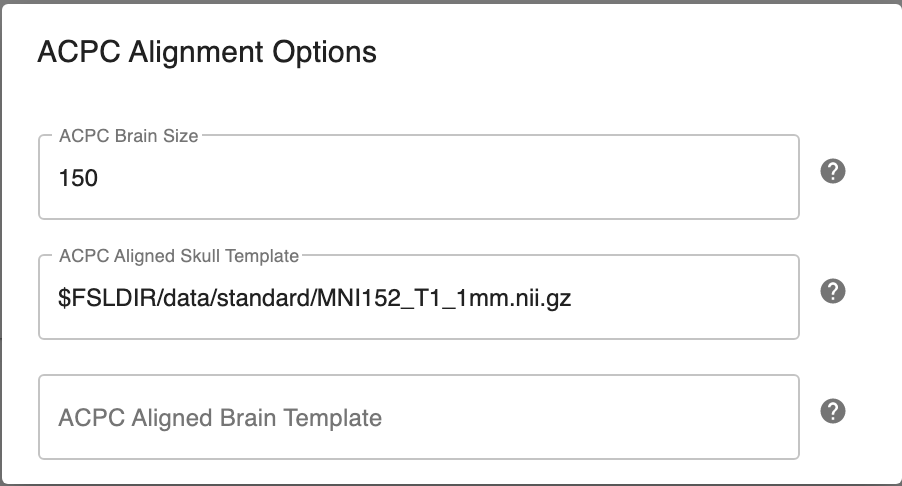 ACPC Alignment Options
ACPC Brain Size
150
?
ACPC Aligned Skull Template
$FSLDIR/data/standard/MNI152_T1_1mm.nii.gz
?
ACPC Aligned Brain Template
?